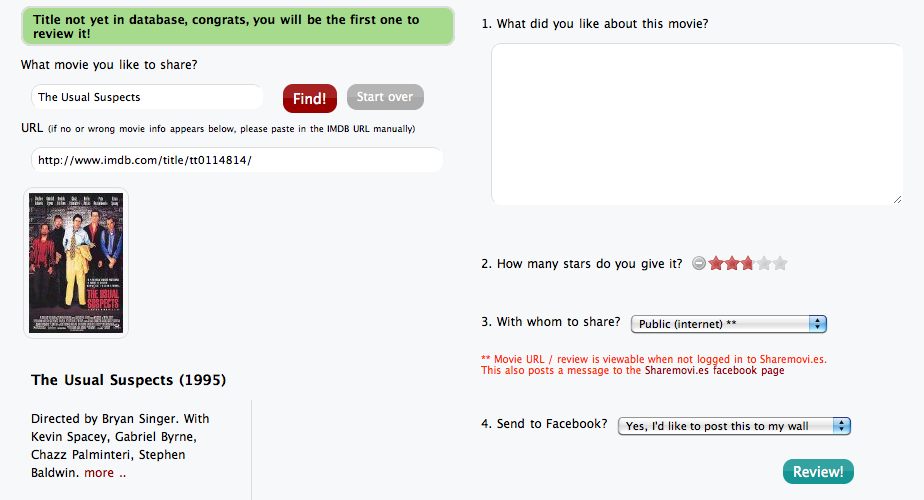 Title not yet in database, congrats, you will be the first one to
review it!
What movie you like to share?
The Usual Suspects
Find!
Start over
URL (if no or wrong movie info appears below, please paste in the IMDB URL manually)
http://www.imdb.com/title/tt0114814/
THE USUAL
SUSPECTS
The Usual Suspects (1995)
Directed by Bryan Singer. With
Kevin Spacey, Gabriel Byrne,
Chazz Palminteri, Stephen
Baldwin. more ..
1. What did you like about this movie?
2. How many stars do you give it?
3. With whom to share?
Public (internet) **
** Movie URL / review is viewable when not logged in to Sharemovi.es.
This also posts a message to the Sharemovi.es facebook page
4. Send to Facebook?
Yes, I'd like to post this to my wall
Review!